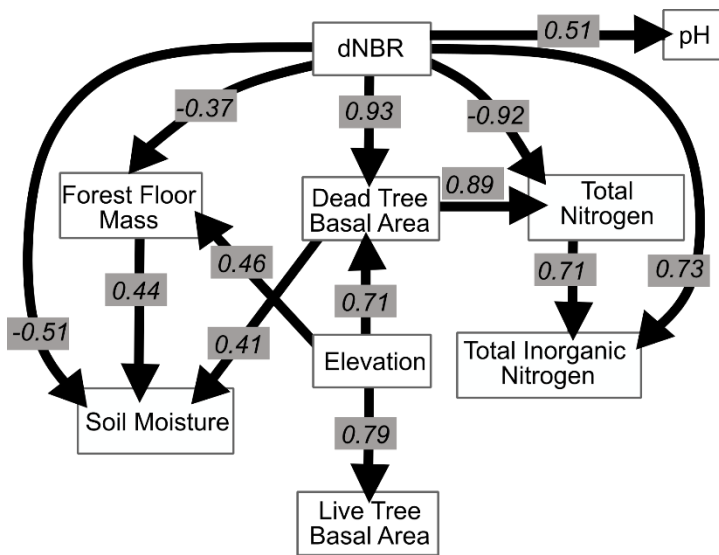 dNBR
0.51
pH
-0.37
0.93
-0.92
Forest Floor
Mass
Dead Tree
Basal Area
0.89
Total
Nitrogen
0.44
0.46
0.71
0.71
0.73
-0.51
0.41
Elevation
Total Inorganic
Nitrogen
Soil Moisture
0.79
Live Tree
Basal Area